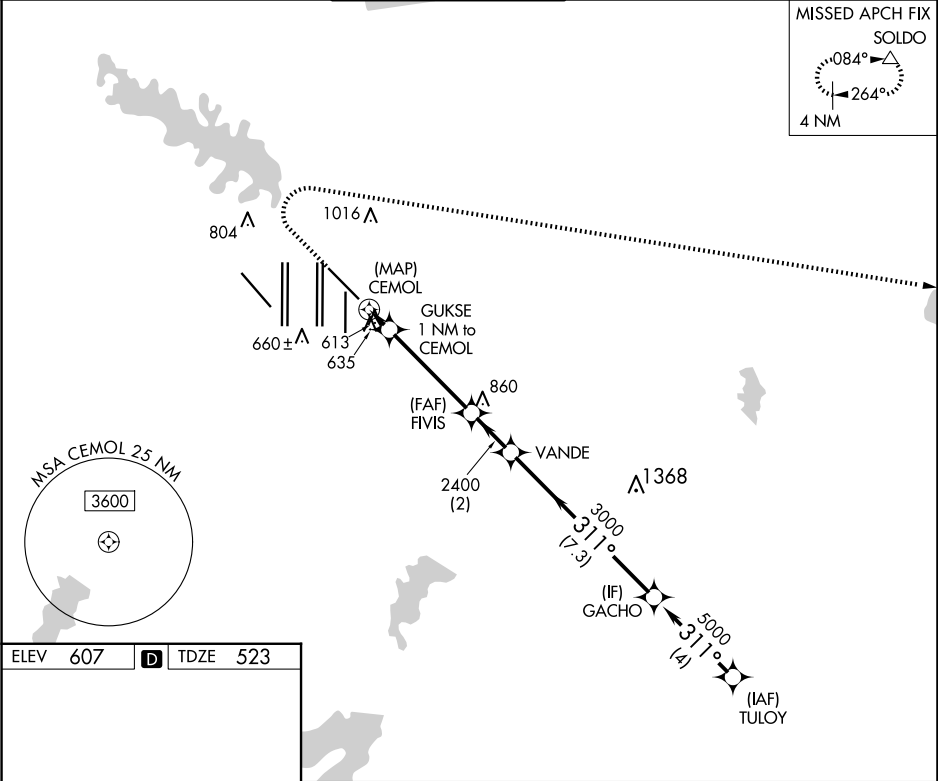 MISSED APCH FIX
SOLDO
084°
264°
4 NM
804
1016
(MAP)
CEMOL
GUKSE
1 NM to
CEMOL
660±
613
635
860
(FAF)
FIVIS
VANDE
2400
(2)
1368
MSA CEMOL 25 NM
3600
3000
311°
(7.3)
(IF)
GACHO
5000
311°
(4)
(IAF)
TULOY
ELEV 607 D TDZE 523